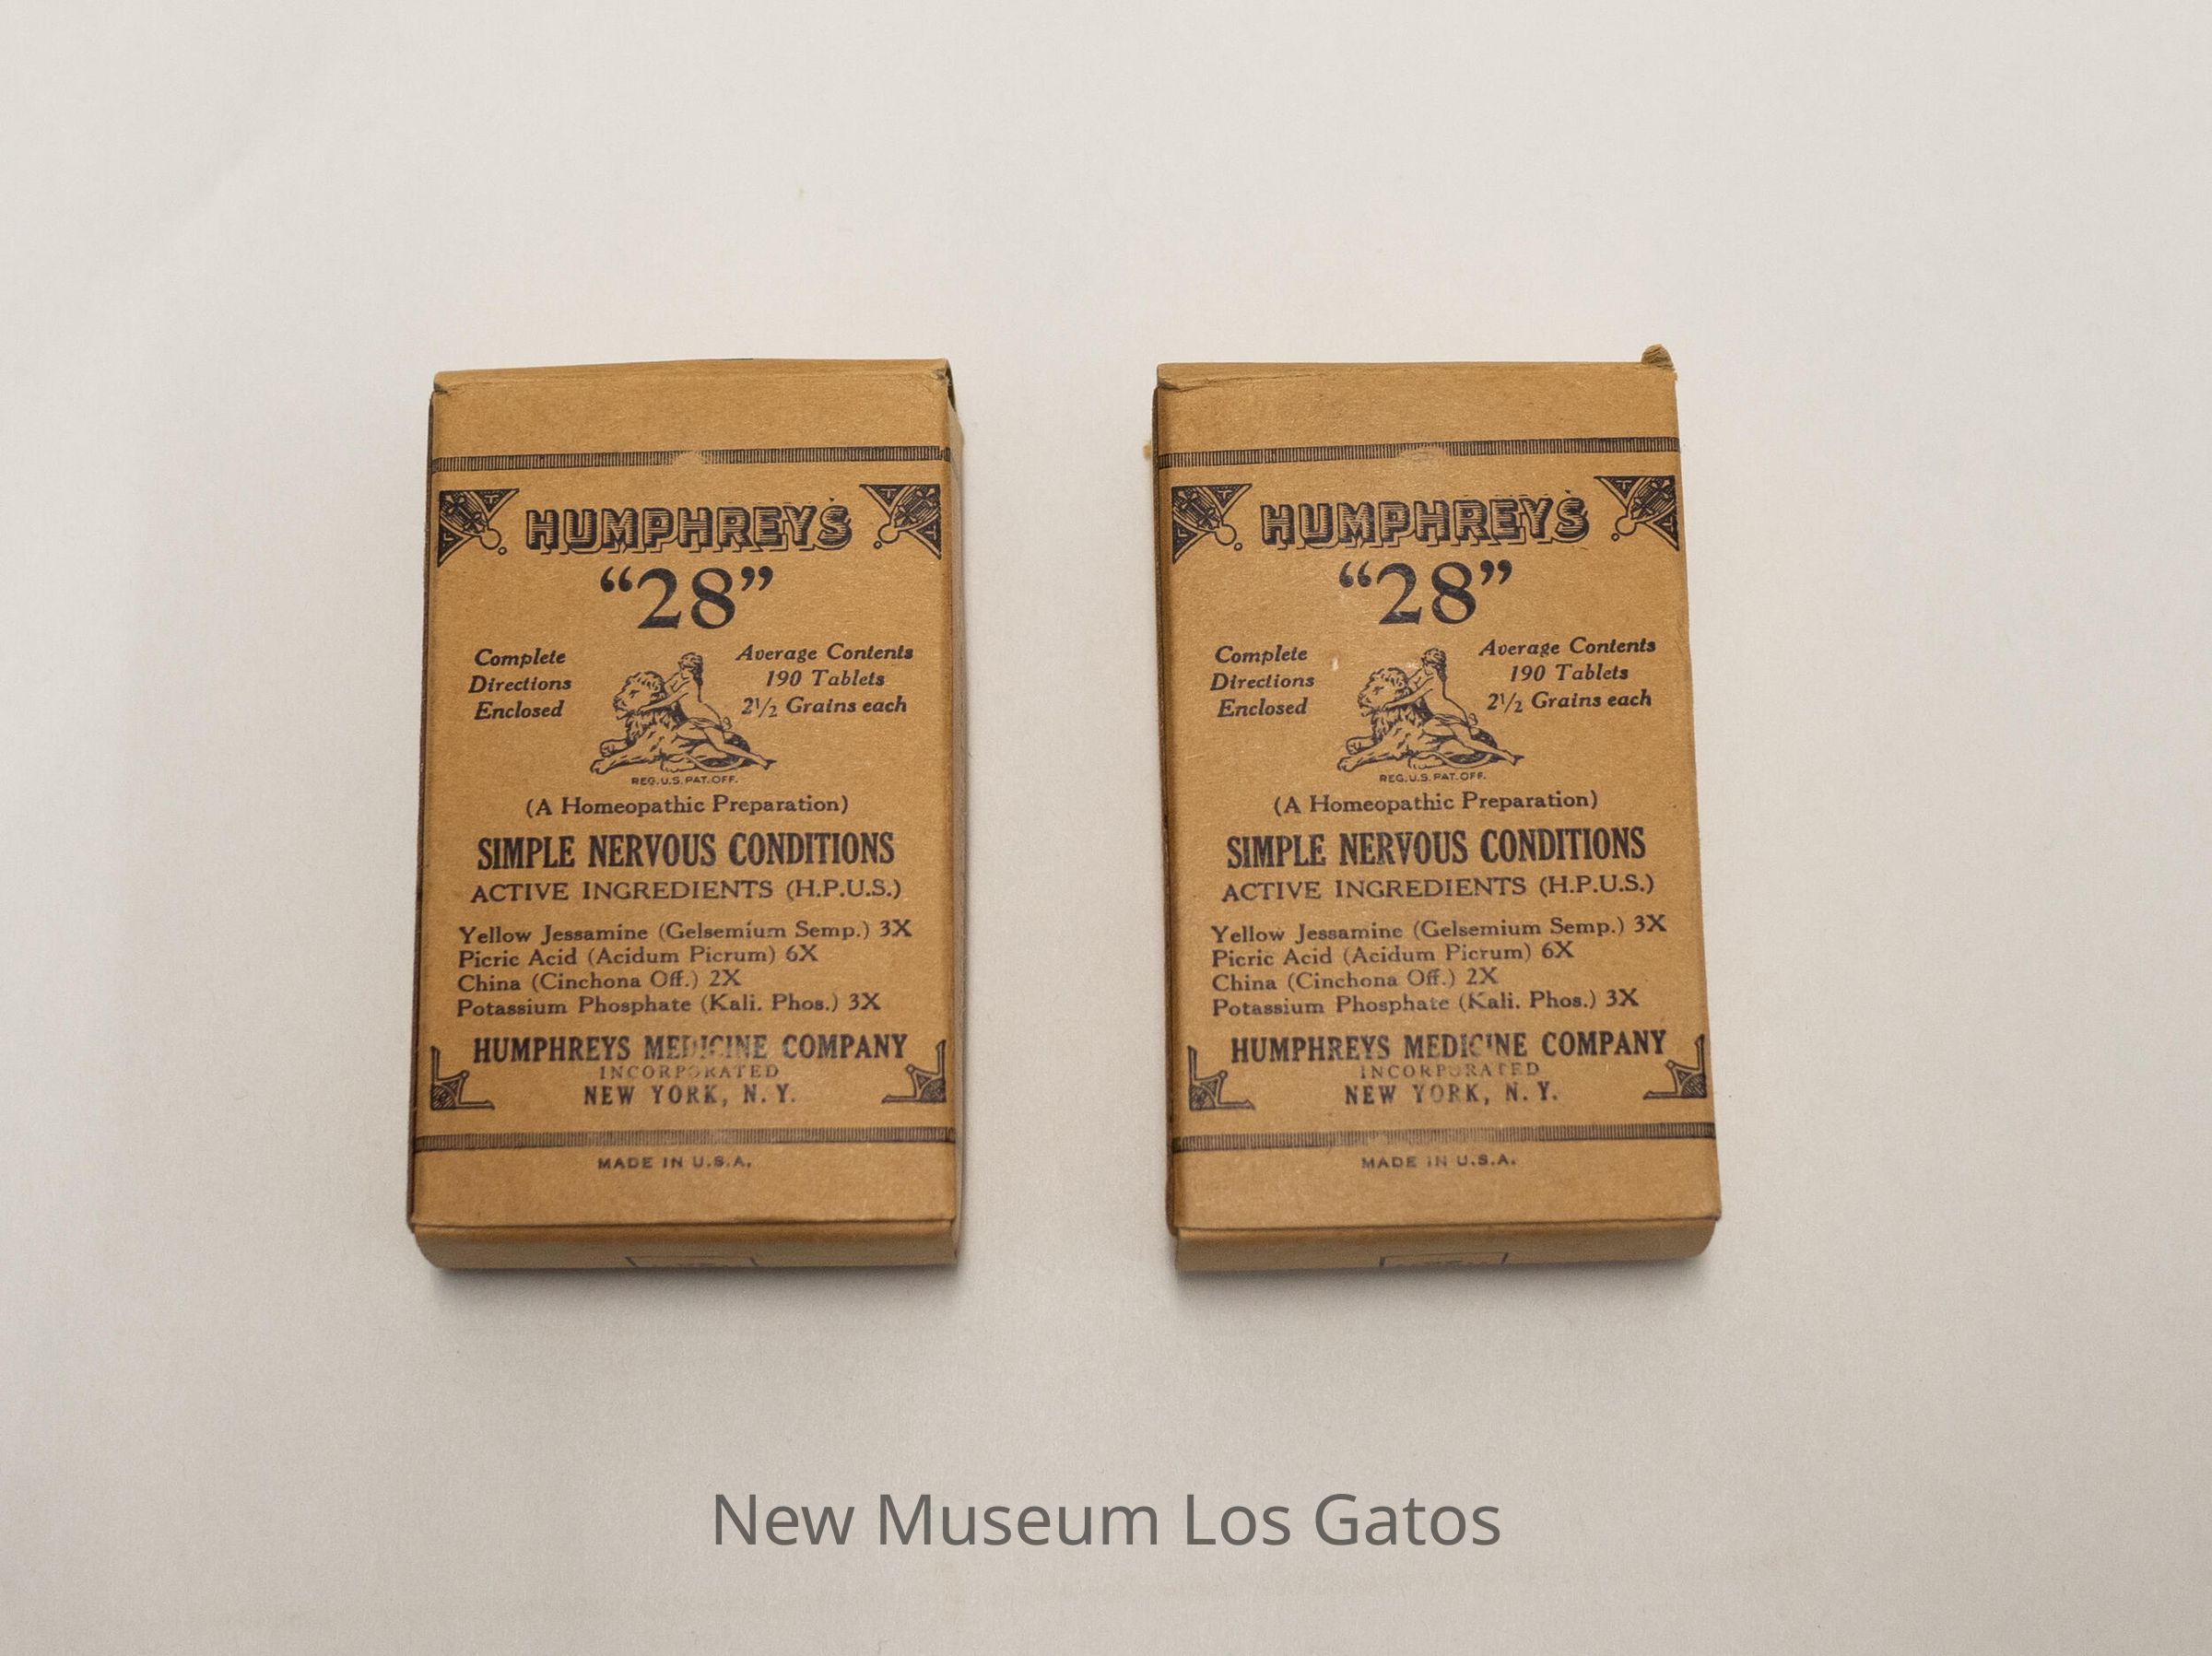 HUMPHREYS'
“28”
Complete
Directions
Enclosed
Average Contents
190 Tablets
2½ Grains each
REG. U.S. PAT. OFF.
(A Homeopathic Preparation)
SIMPLE NERVOUS CONDITIONS
ACTIVE INGREDIENTS (H.P.U.S.)
Yellow Jessamine (Gelsemium Semp.) 3X
Picric Acid (Acidum Picrum) 6X
China (Cinchona Off.) 2X
Potassium Phosphate (Kali. Phos.) 3X
HUMPHREYS MEDICINE COMPANY
INCORPORATED
NEW YORK, N. Y.
MADE IN U.S.A.
HUMPHREYS'
“28”
Complete
Directions
Enclosed
Average Contents
190 Tablets
2½ Grains each
REG. U.S. PAT. OFF.
(A Homeopathic Preparation)
SIMPLE NERVOUS CONDITIONS
ACTIVE INGREDIENTS (H.P.U.S.)
Yellow Jessamine (Gelsemium Semp.) 3X
Picric Acid (Acidum Picrum) 6X
China (Cinchona Off.) 2X
Potassium Phosphate (Kali. Phos.) 3X
HUMPHREYS MEDICINE COMPANY
INCORPORATED
NEW YORK, N. Y.
MADE IN U.S.A.
New Museum Los Gatos